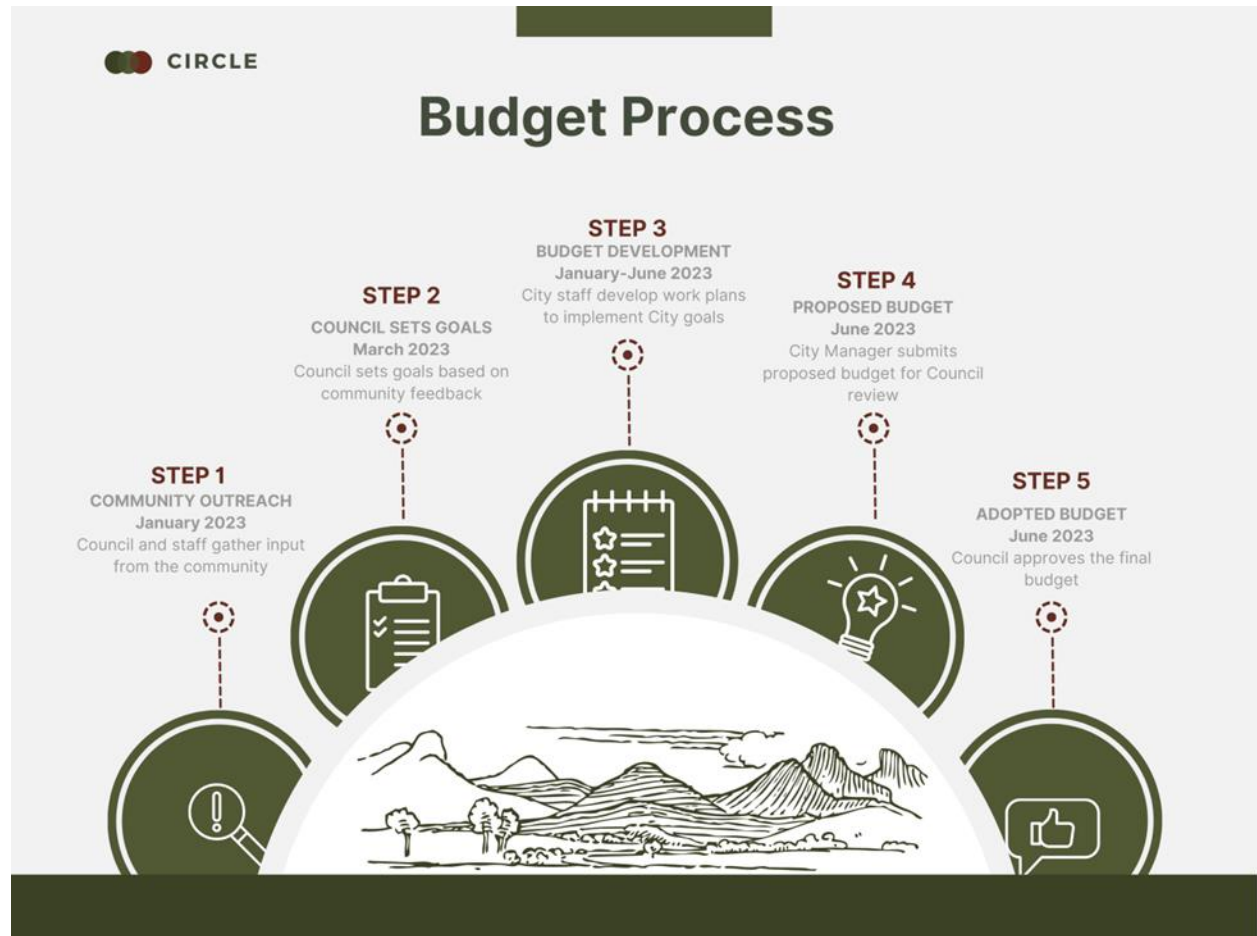 CIRCLE
Budget Process
STEP 1
COMMUNITY OUTREACH
January 2023
Council and staff gather input
from the community
STEP 2
COUNCIL SETS GOALS
March 2023
Council sets goals based on
community feedback
STEP 3
BUDGET DEVELOPMENT
January-June 2023
City staff develop work plans
to implement City goals
STEP 4
PROPOSED BUDGET
June 2023
City Manager submits
proposed budget for Council
review
STEP 5
ADOPTED BUDGET
June 2023
Council approves the final
budget